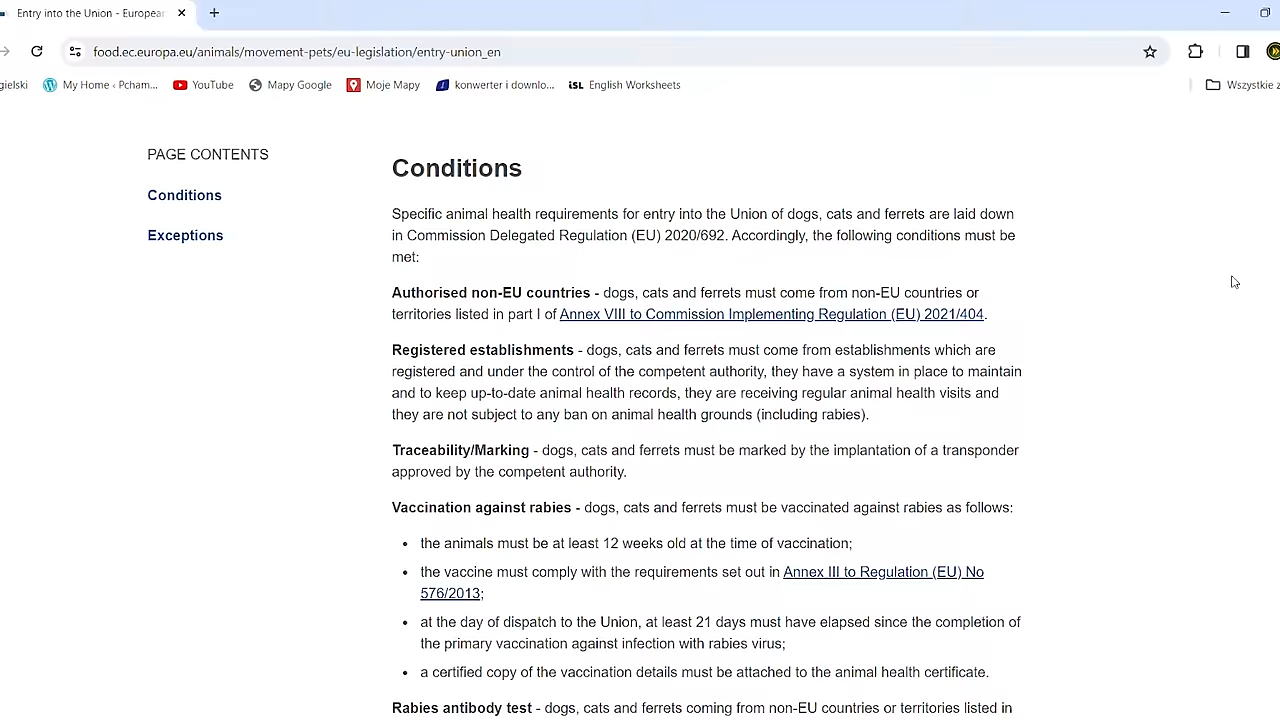 Entry into the Union - European
food.ec.europa.eu/animals/movement-pets/eu-legislation/entry-union_en
gielski
My Home ‹ Pcham...
YouTube
Mapy Google
Moje Mapy
konwerter i downlo...
iSL English Worksheets
Wszystkie z
PAGE CONTENTS
Conditions
Exceptions
Conditions
Specific animal health requirements for entry into the Union of dogs, cats and ferrets are laid down
in Commission Delegated Regulation (EU) 2020/692. Accordingly, the following conditions must be
met:
Authorised non-EU countries - dogs, cats and ferrets must come from non-EU countries or
territories listed in part I of Annex VIII to Commission Implementing Regulation (EU) 2021/404.
Registered establishments - dogs, cats and ferrets must come from establishments which are
registered and under the control of the competent authority, they have a system in place to maintain
and to keep up-to-date animal health records, they are receiving regular animal health visits and
they are not subject to any ban on animal health grounds (including rabies).
Traceability/Marking - dogs, cats and ferrets must be marked by the implantation of a transponder
approved by the competent authority.
Vaccination against rabies - dogs, cats and ferrets must be vaccinated against rabies as follows:
• the animals must be at least 12 weeks old at the time of vaccination;
• the vaccine must comply with the requirements set out in Annex III to Regulation (EU) No
576/2013;
• at the day of dispatch to the Union, at least 21 days must have elapsed since the completion of
the primary vaccination against infection with rabies virus;
• a certified copy of the vaccination details must be attached to the animal health certificate.
Rabies antibody test - dogs, cats and ferrets coming from non-EU countries or territories listed in